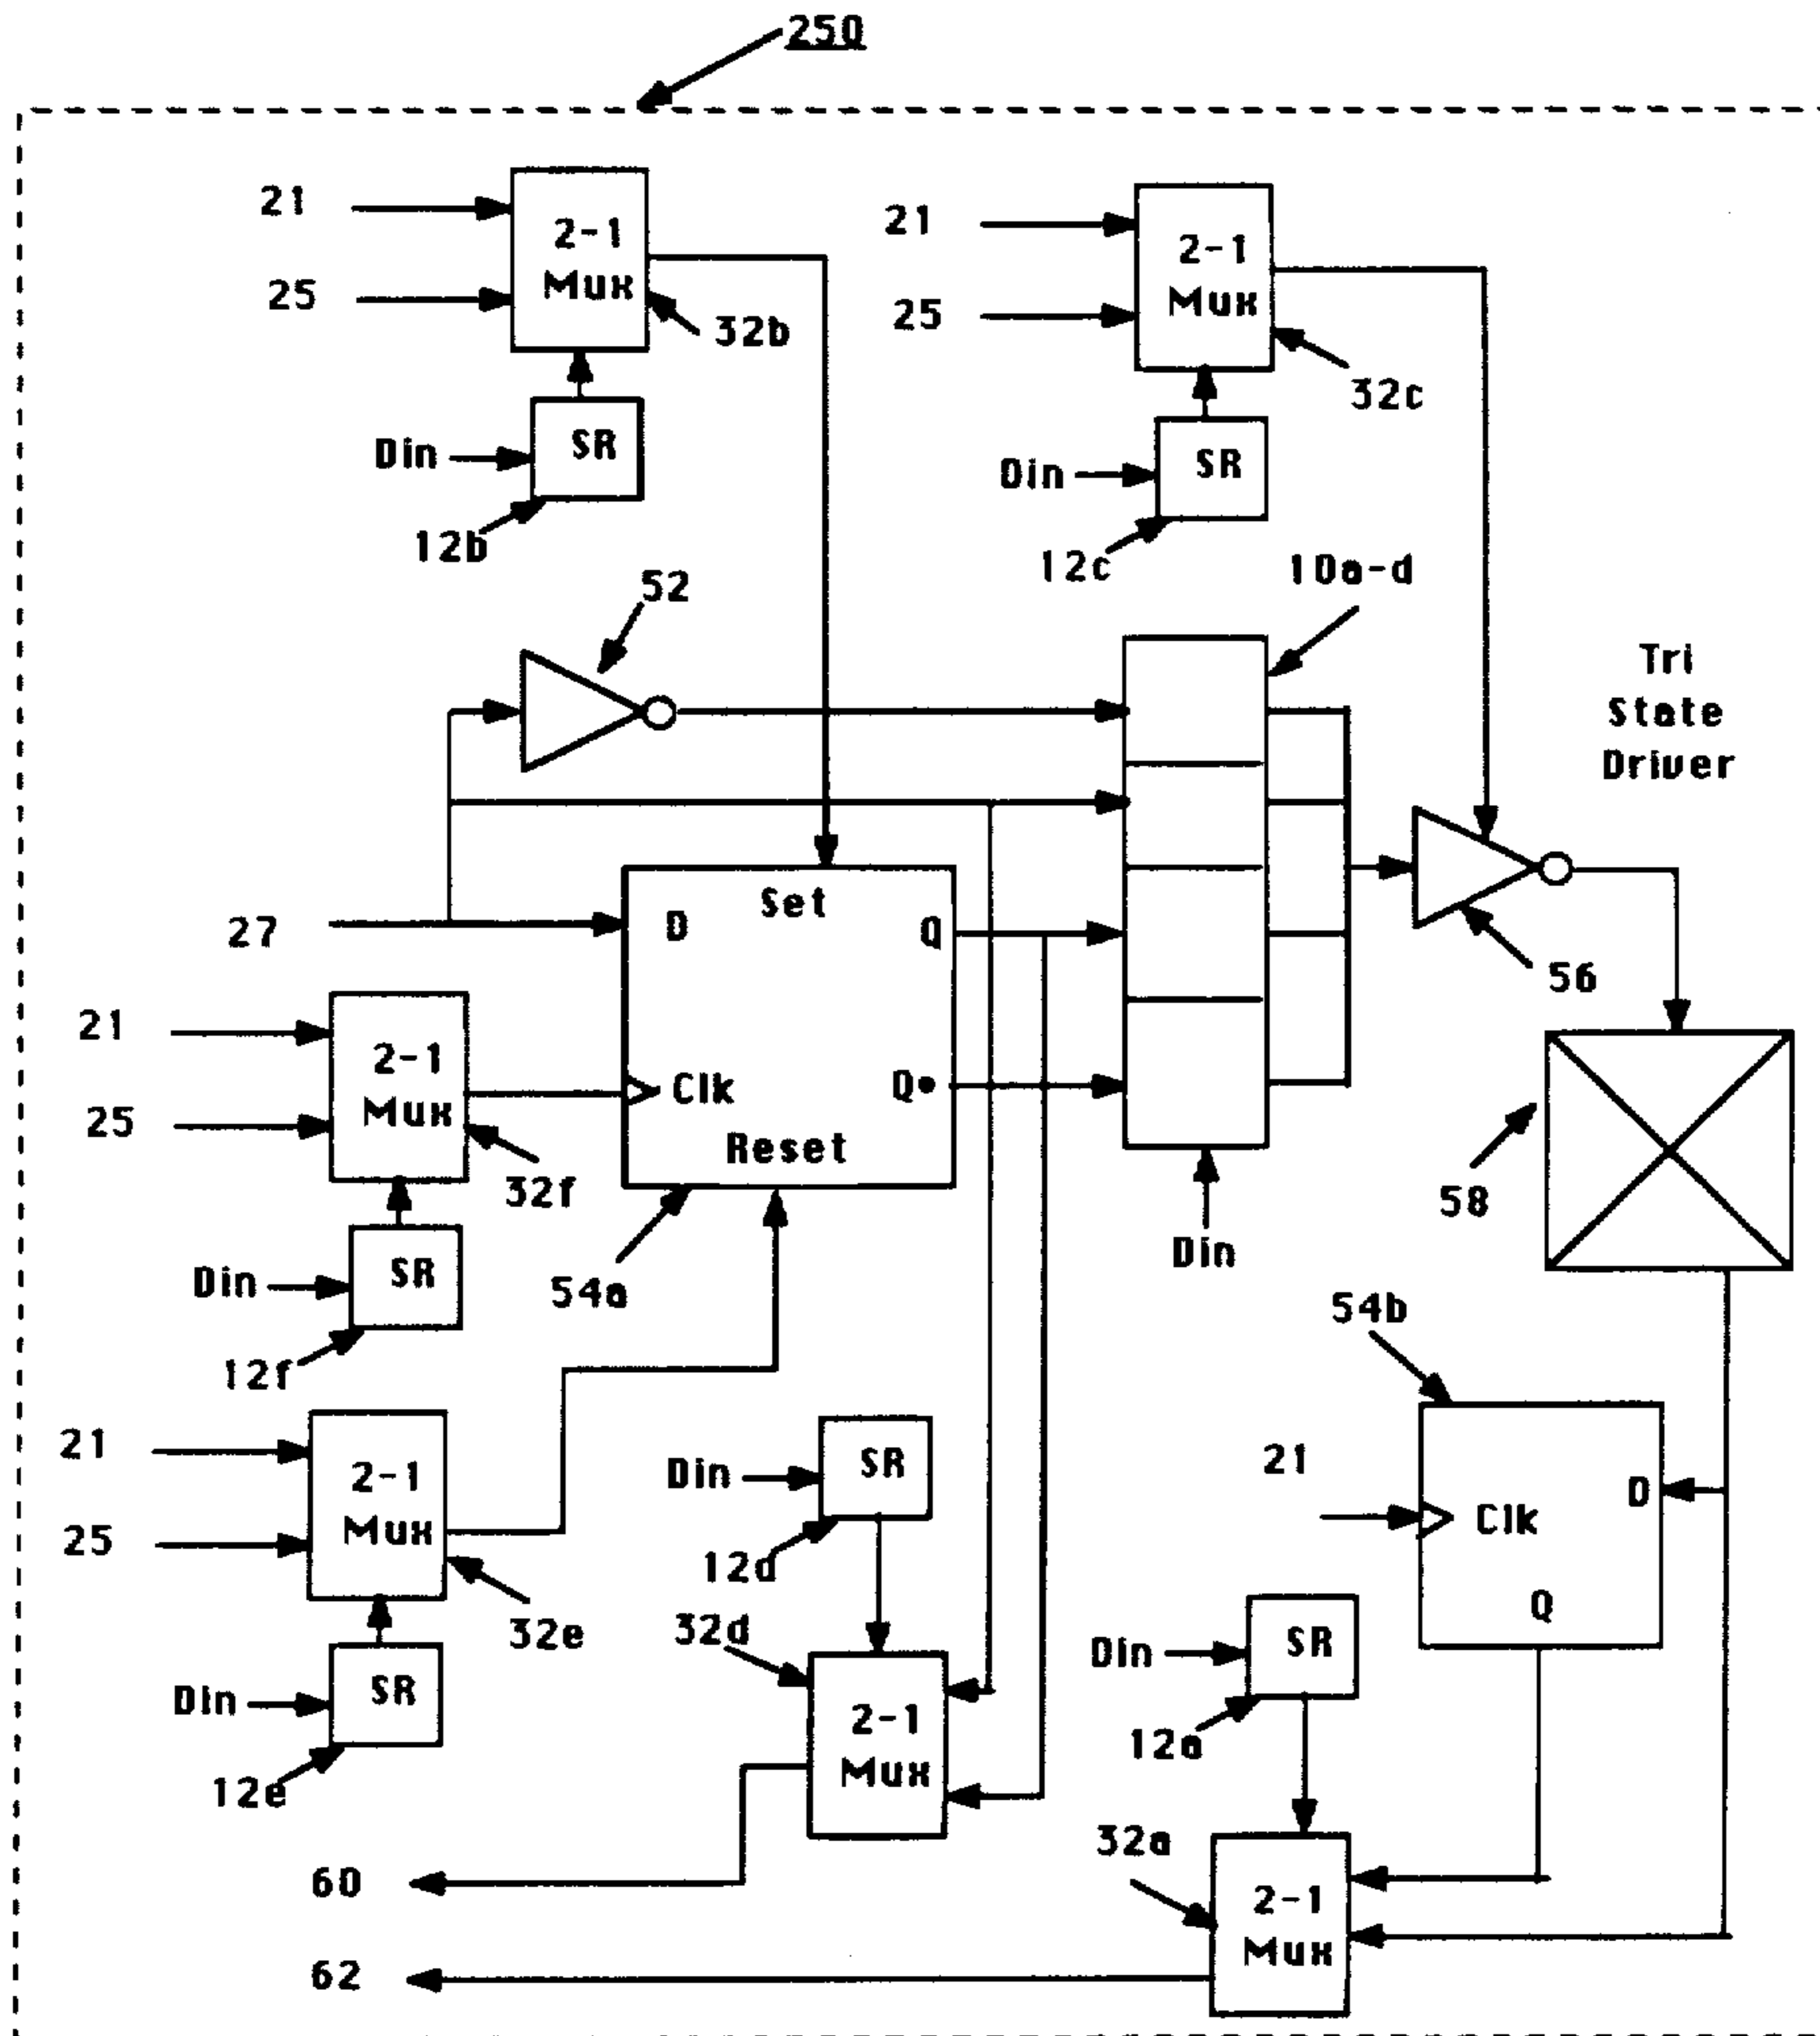 250
21
25
2-1
Mux
32b
Din
SR
12b
21
25
2-1
Mux
32c
Din
SR
12c
52
10a-d
Tri
State
Driver
27
D
Set
Q
Clk
Q•
Reset
54a
Din
56
58
21
25
2-1
Mux
32f
Din
SR
12f
21
25
2-1
Mux
32e
Din
SR
12e
Din
SR
12d
32d
2-1
Mux
60
54b
21
Clk
D
Q
Din
SR
12a
32a
2-1
Mux
62